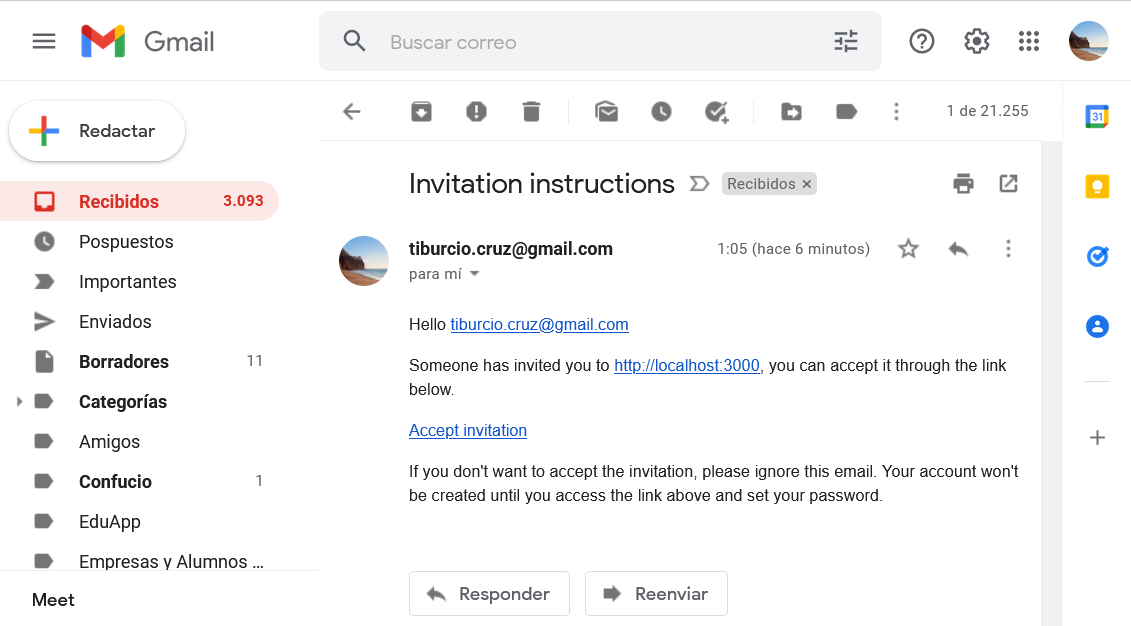 Gmail
Buscar correo
Redactar
1 de 21.255
31
Recibidos 3.093
Pospuestos
Importantes
Enviados
Borradores 11
Categorías
Amigos
Confucio 1
EduApp
Empresas y Alumnos ...
Meet
Invitation instructions Recibidos ×
tiburcio.cruz@gmail.com 1:05 (hace 6 minutos)
para mí
Hello tiburcio.cruz@gmail.com
Someone has invited you to http://localhost:3000, you can accept it through the link
below.
Accept invitation
If you don't want to accept the invitation, please ignore this email. Your account won't
be created until you access the link above and set your password.
Responder Reenviar